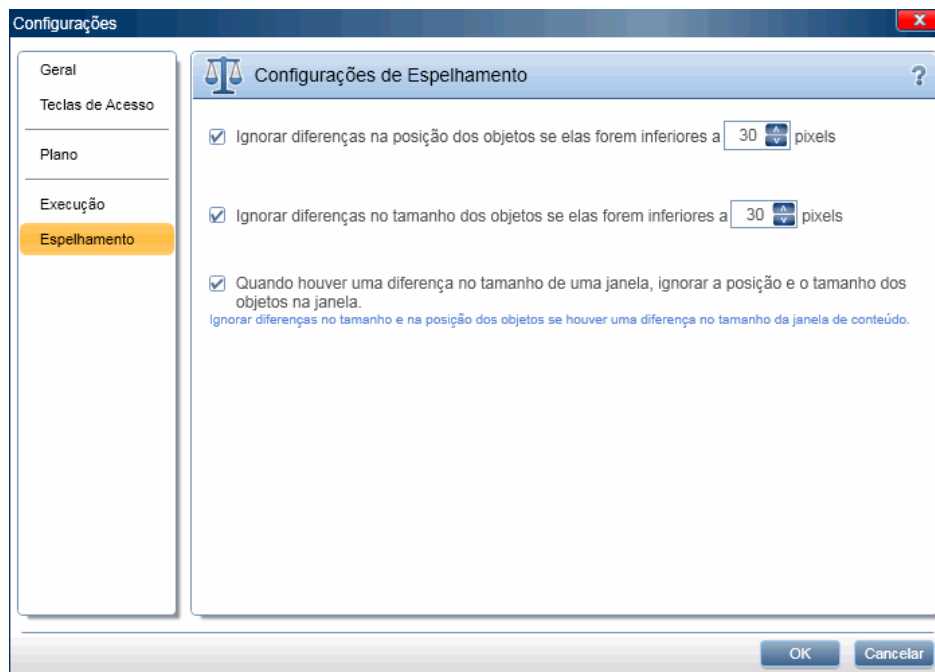 Configurações
Geral
Teclas de Acesso
Plano
Execução
Espelhamento
Configurações de Espelhamento
?
Ignorar diferenças na posição dos objetos se elas forem inferiores a 30 pixels
Ignorar diferenças no tamanho dos objetos se elas forem inferiores a 30 pixels
Quando houver uma diferença no tamanho de uma janela, ignorar a posição e o tamanho dos
objetos na janela.
Ignorar diferenças no tamanho e na posição dos objetos se houver uma diferença no tamanho da janela de conteúdo.
OK
Cancelar